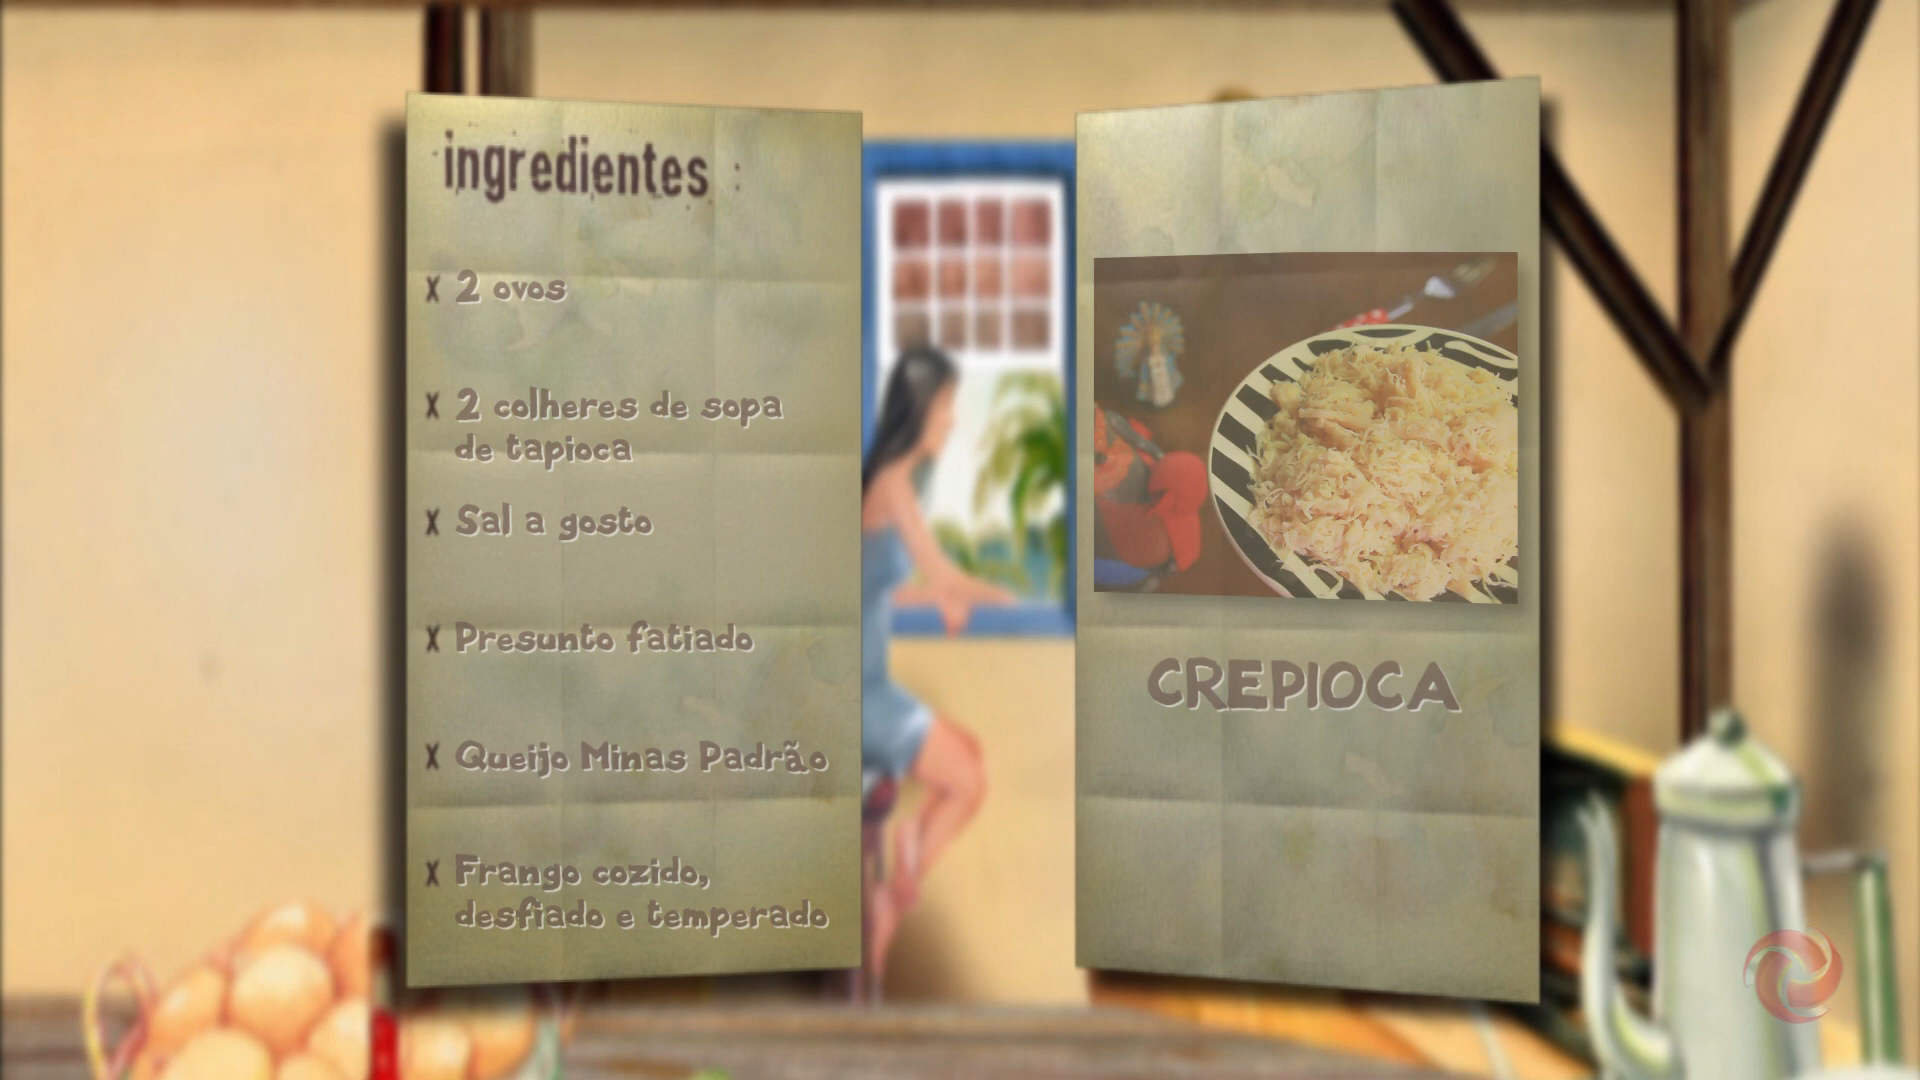 ingredientes :
x 2 ovos
x 2 colheres de sopa
de tapioca
x Sal a gosto
x Presunto fatiado
x Queijo Minas Padrão
x Frango cozido,
desfiado e temperado
CREPIOCA